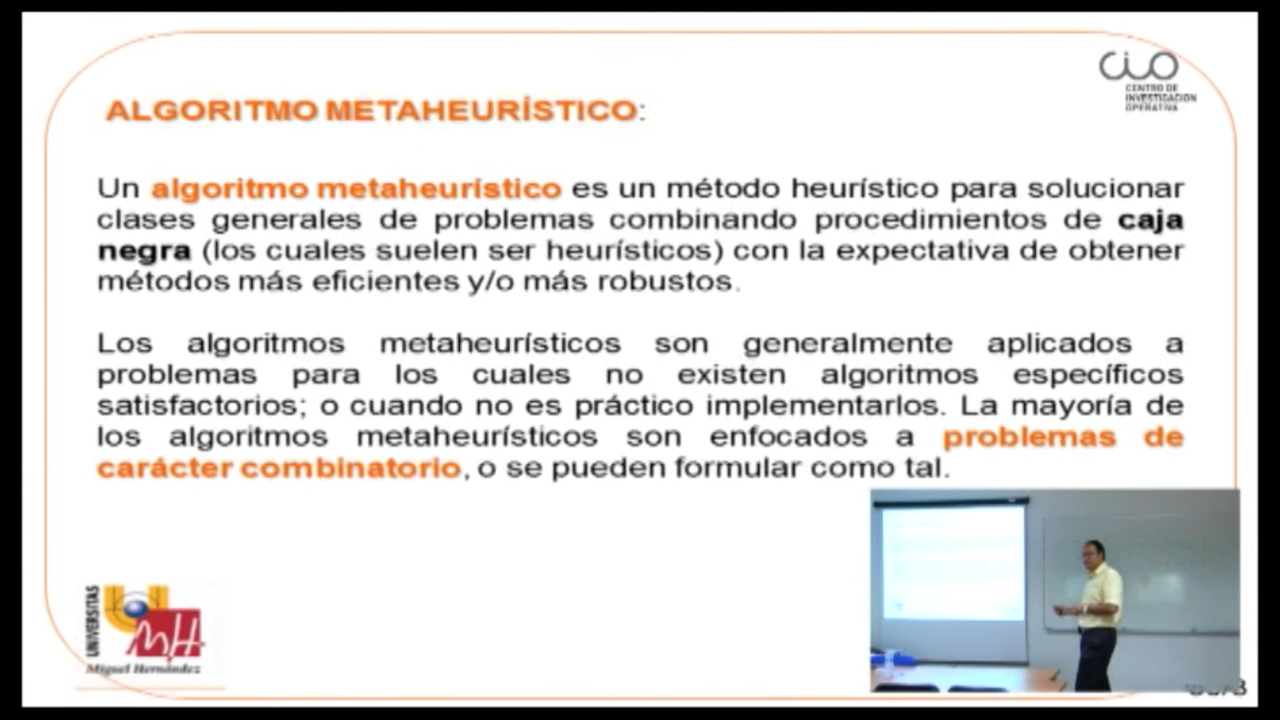 CIO
CENTRO DE
INVESTIGACIÓN
OPERATIVA
ALGORITMO METAHEURÍSTICO:
Un algoritmo metaheurístico es un método heurístico para solucionar
clases generales de problemas combinando procedimientos de caja
negra (los cuales suelen ser heurísticos) con la expectativa de obtener
métodos más eficientes y/o más robustos.
Los algoritmos metaheurísticos son generalmente aplicados a
problemas para los cuales no existen algoritmos específicos
satisfactorios; o cuando no es práctico implementarlos. La mayoría de
los algoritmos metaheurísticos son enfocados a problemas de
carácter combinatorio, o se pueden formular como tal.
UNIVERSITAS
MH
Miguel Hernández